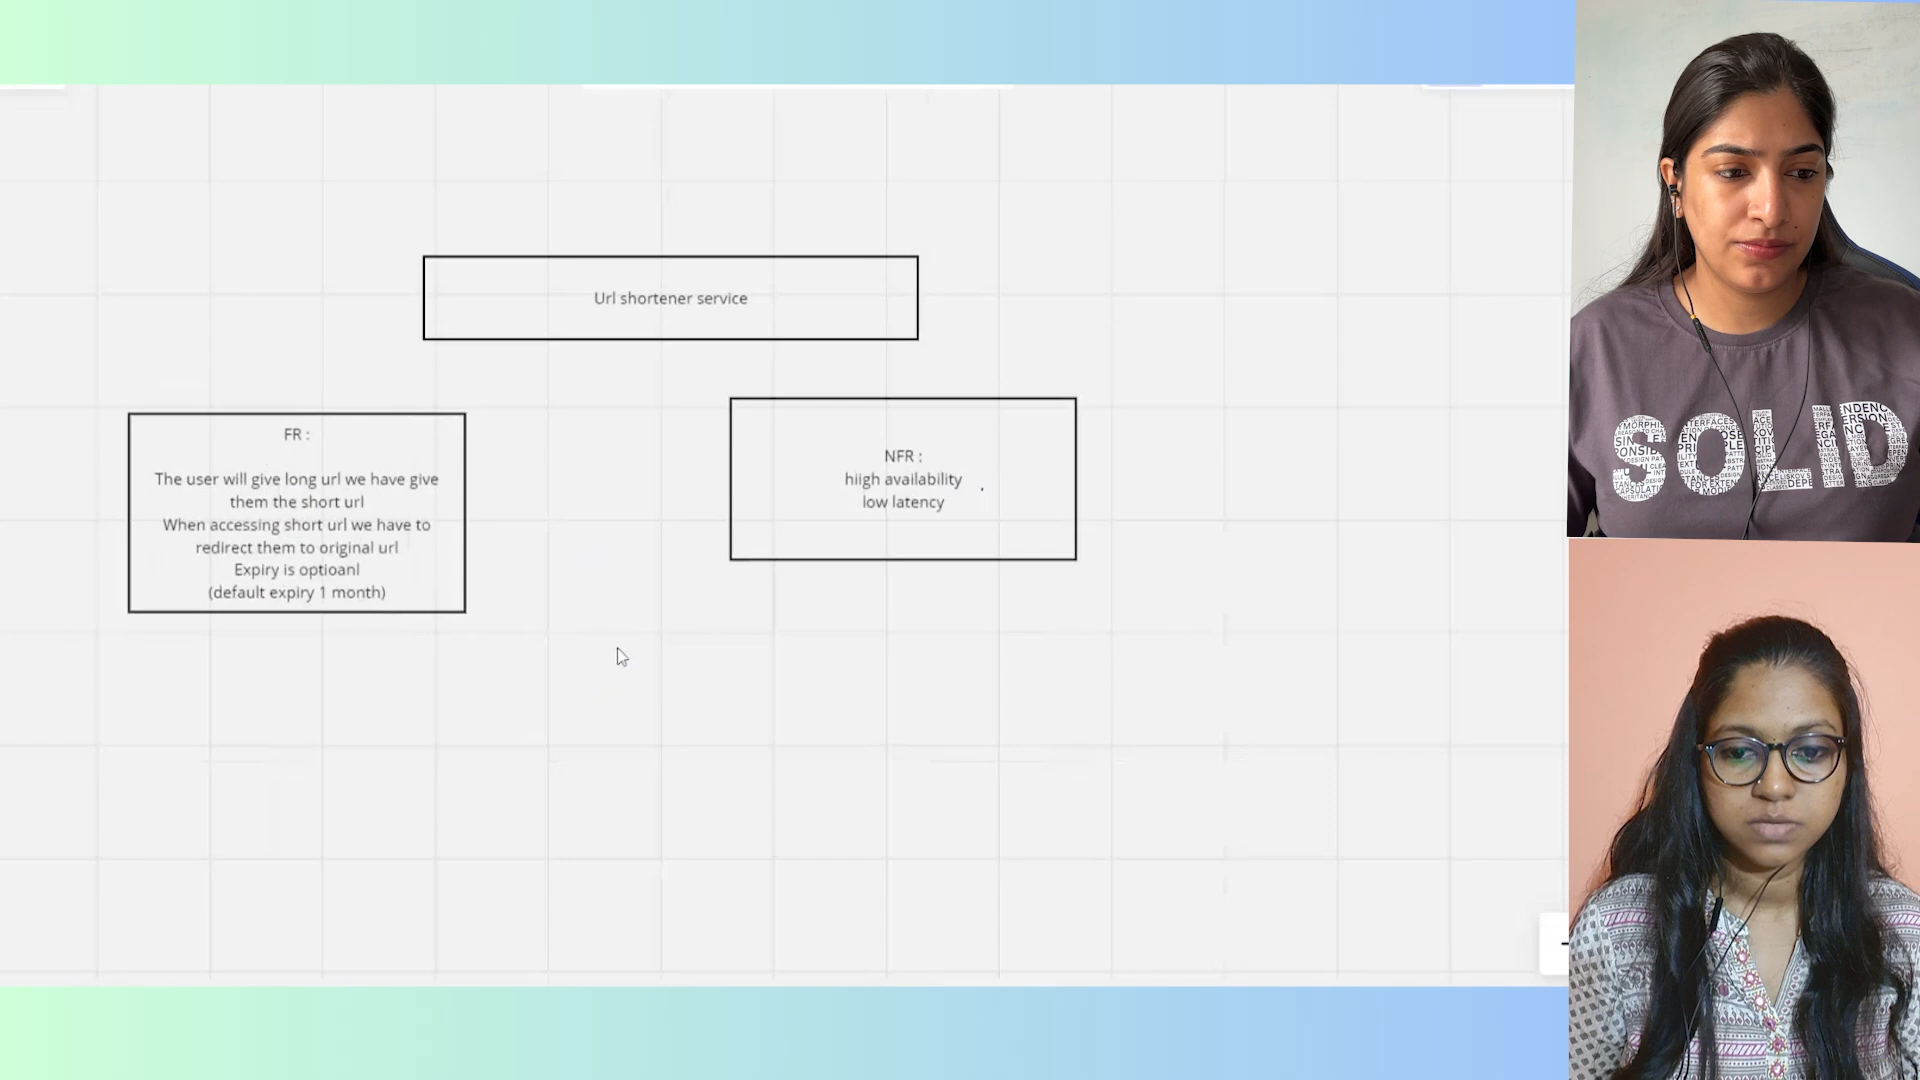 Url shortener service
FR :
The user will give long url we have give
them the short url
When accessing short url we have to
redirect them to original url
Expiry is optioanl
(default expiry 1 month)
NFR :
hiigh availability
low latency
SOLID